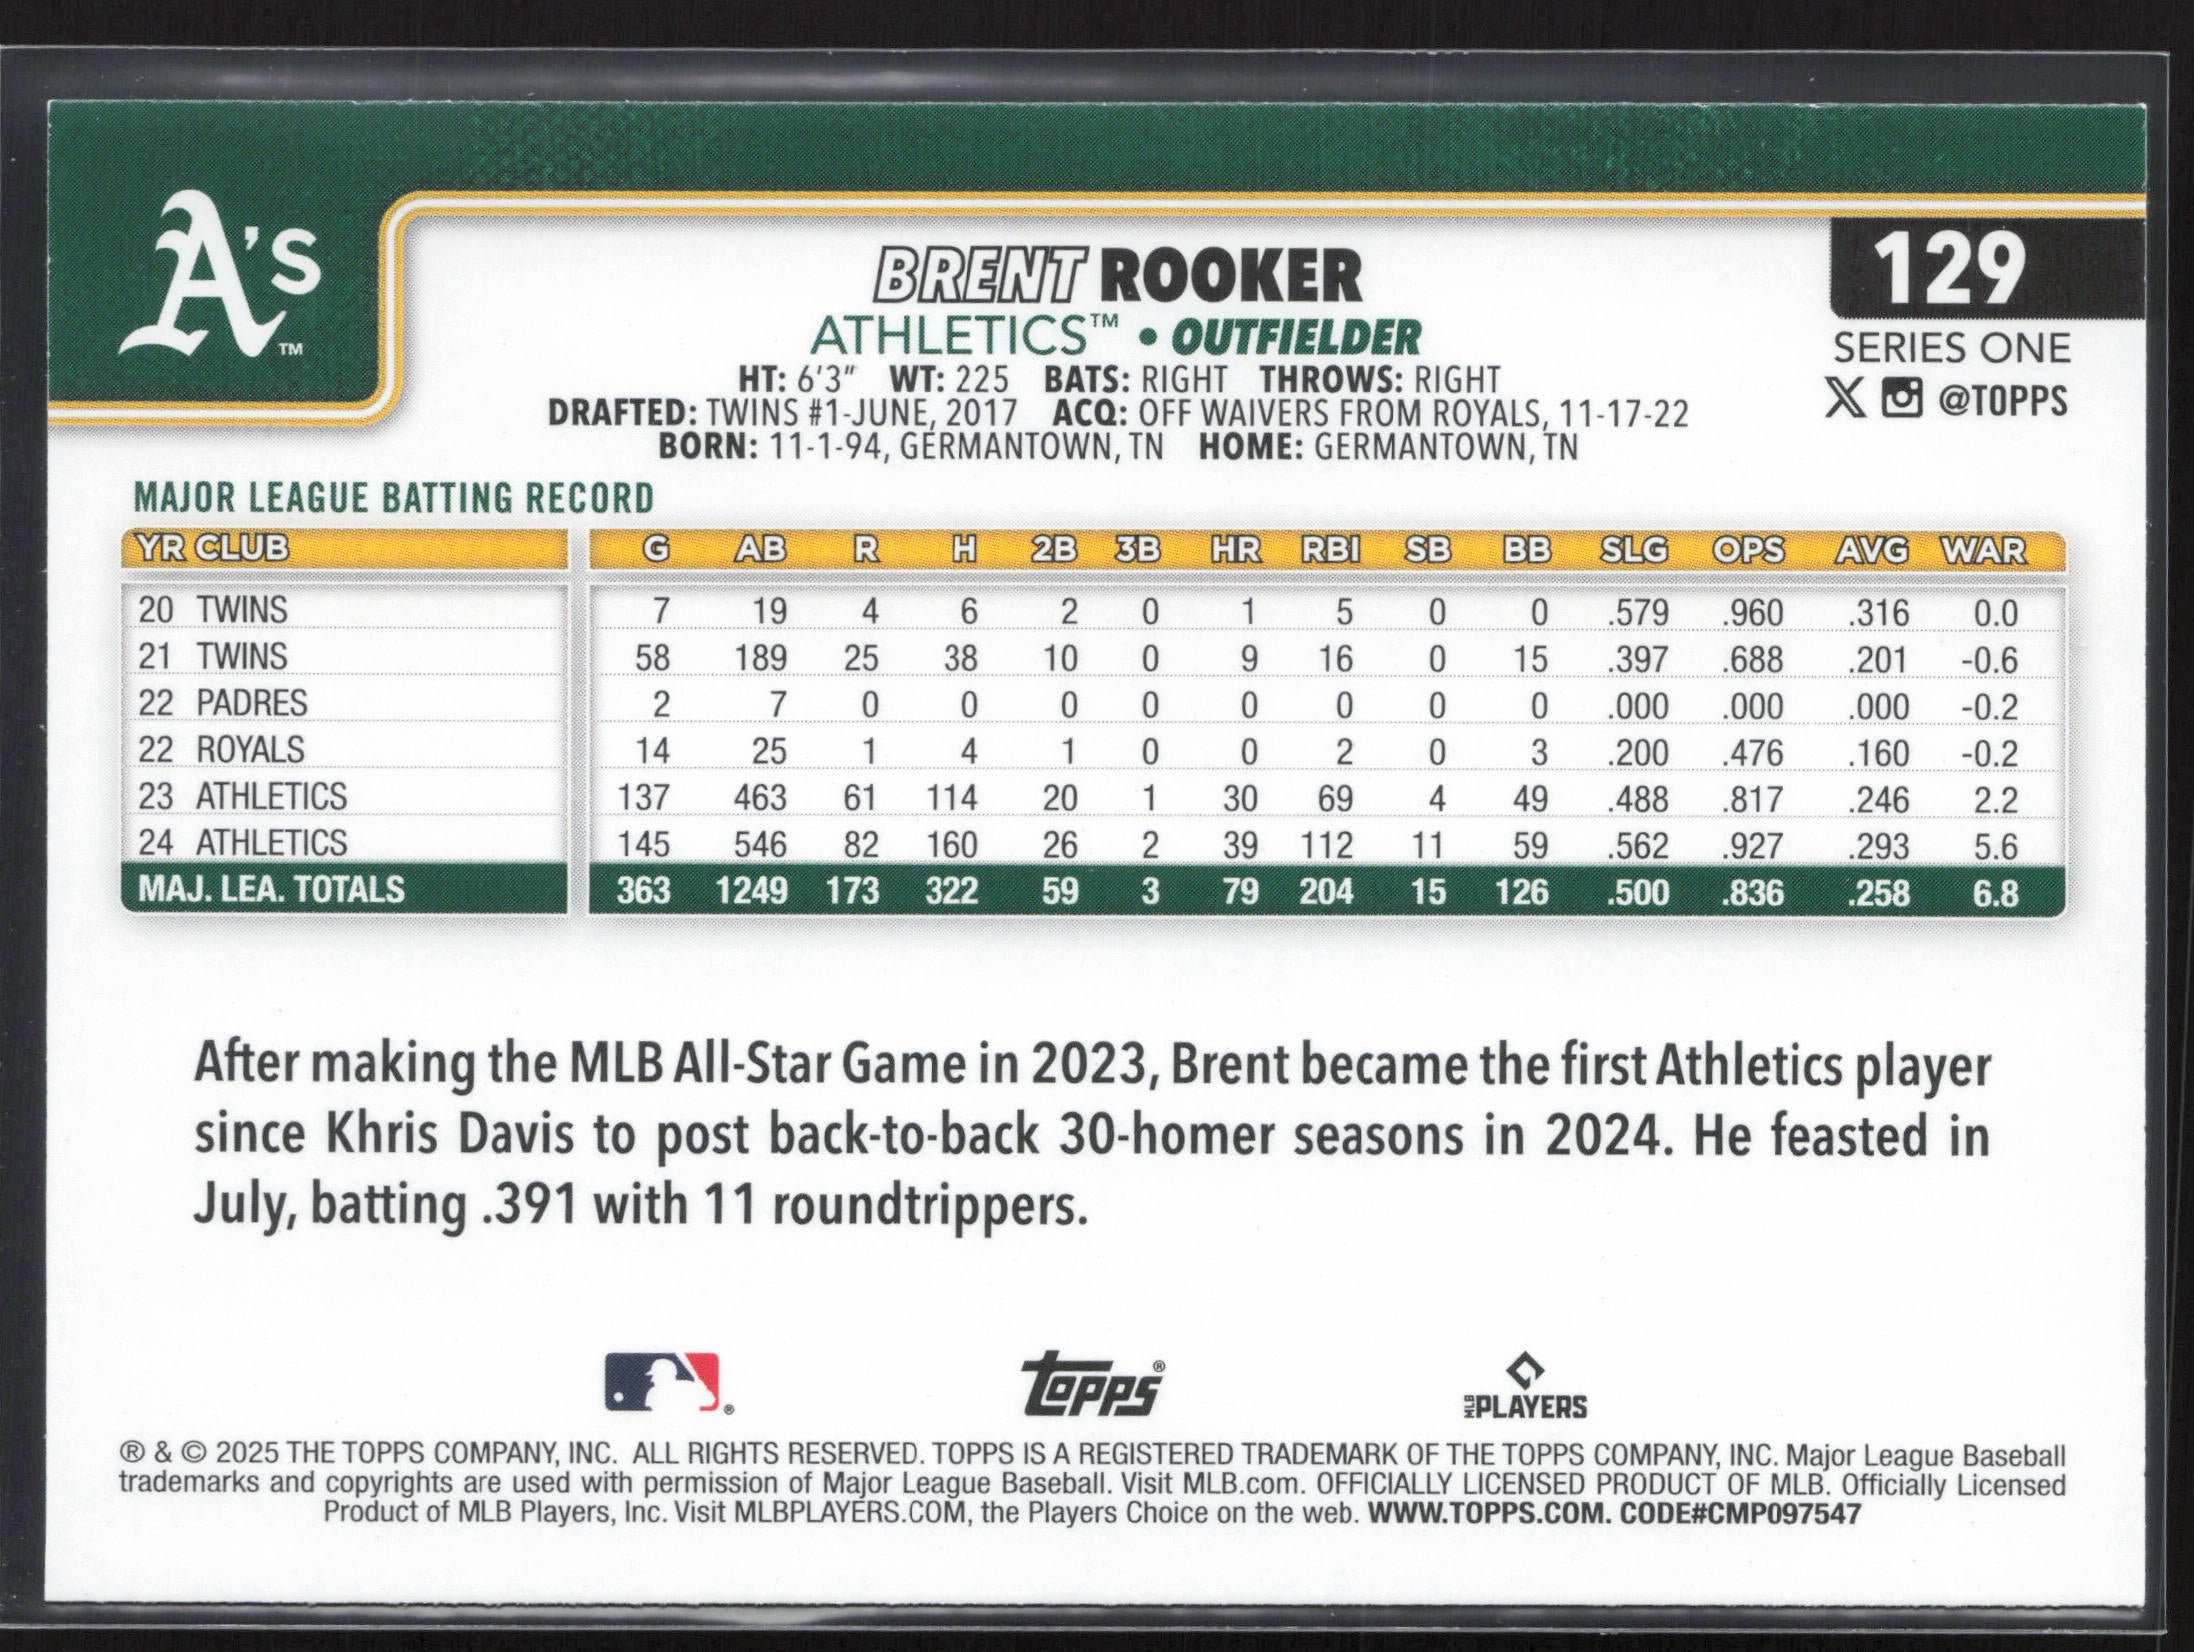 A's™
BRENT ROOKER
129
ATHLETICS™ • OUTFIELDER
SERIES ONE
HT: 6'3" WT: 225 BATS: RIGHT THROWS: RIGHT
X @TOPPS
DRAFTED: TWINS #1-JUNE, 2017 ACQ: OFF WAIVERS FROM ROYALS, 11-17-22
BORN: 11-1-94, GERMANTOWN, TN HOME: GERMANTOWN, TN
MAJOR LEAGUE BATTING RECORD
YR CLUB G AB R H 2B 3B HR RBI SB BB SLG OPS AVG WAR
20 TWINS 7 19 4 6 2 0 1 5 0 0 .579 .960 .316 0.0
21 TWINS 58 189 25 38 10 0 9 16 0 15 .397 .688 .201 -0.6
22 PADRES 2 7 0 0 0 0 0 0 0 0 .000 .000 .000 -0.2
22 ROYALS 14 25 1 4 1 0 0 2 0 3 .200 .476 .160 -0.2
23 ATHLETICS 137 463 61 114 20 1 30 69 4 49 .488 .817 .246 2.2
24 ATHLETICS 145 546 82 160 26 2 39 112 11 59 .562 .927 .293 5.6
MAJ. LEA. TOTALS 363 1249 173 322 59 3 79 204 15 126 .500 .836 .258 6.8
After making the MLB All-Star Game in 2023, Brent became the first Athletics player
since Khris Davis to post back-to-back 30-homer seasons in 2024. He feasted in
July, batting .391 with 11 roundtrippers.
® topps® MLB PLAYERS
® & © 2025 THE TOPPS COMPANY, INC. ALL RIGHTS RESERVED. TOPPS IS A REGISTERED TRADEMARK OF THE TOPPS COMPANY, INC. Major League Baseball
trademarks and copyrights are used with permission of Major League Baseball. Visit MLB.com. OFFICIALLY LICENSED PRODUCT OF MLB. Officially Licensed
Product of MLB Players, Inc. Visit MLBPLAYERS.COM, the Players Choice on the web. WWW.TOPPS.COM. CODE#CMP097547